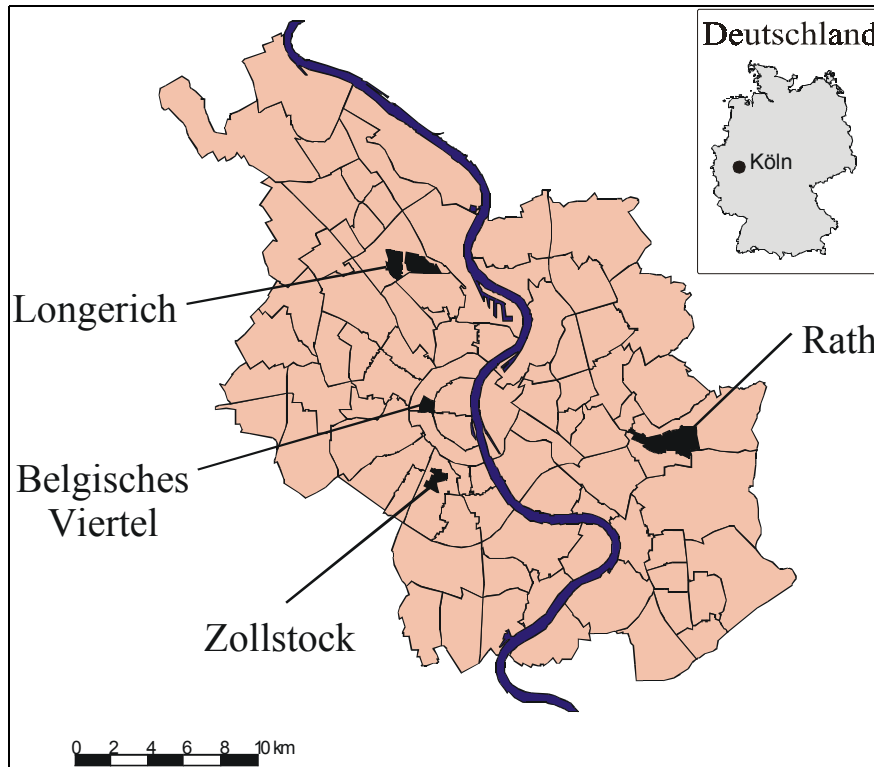 Deutschland
Köln
Longerich
Rath
Belgisches
Viertel
Zollstock
0 2 4 6 8 10 km